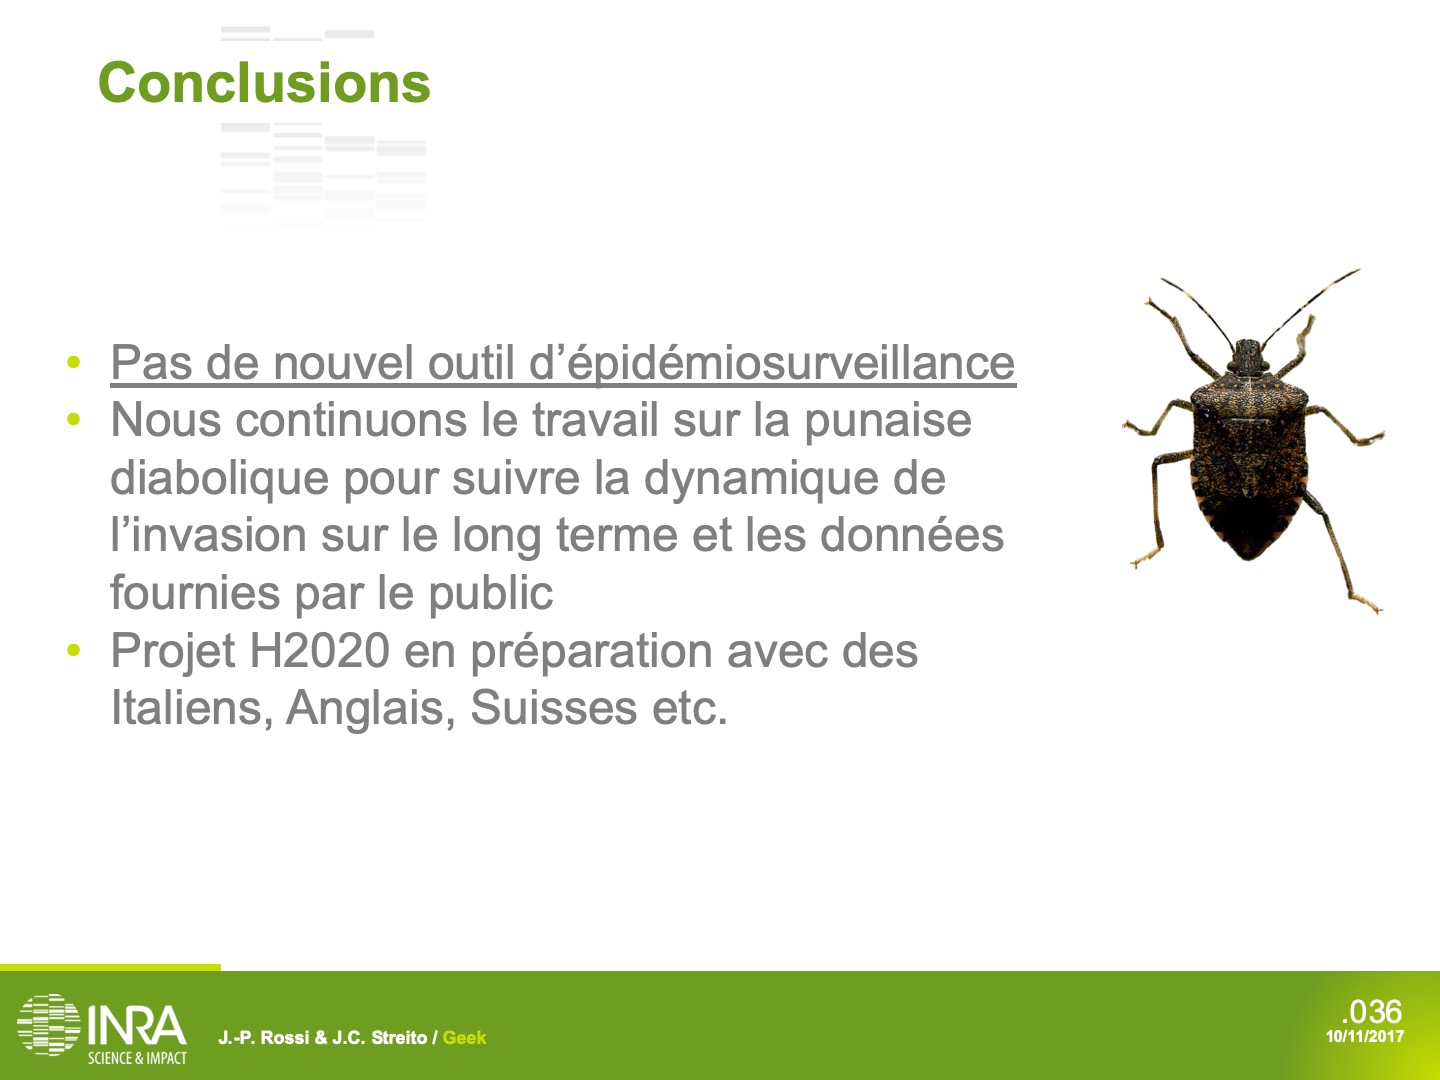 Conclusions
• Pas de nouvel outil d’épidémiosurveillance
• Nous continuons le travail sur la punaise
diabolique pour suivre la dynamique de
l’invasion sur le long terme et les données
fournies par le public
• Projet H2020 en préparation avec des
Italiens, Anglais, Suisses etc.
INRA
SCIENCE & IMPACT
J.-P. Rossi & J.C. Streito / Geek
.036
10/11/2017